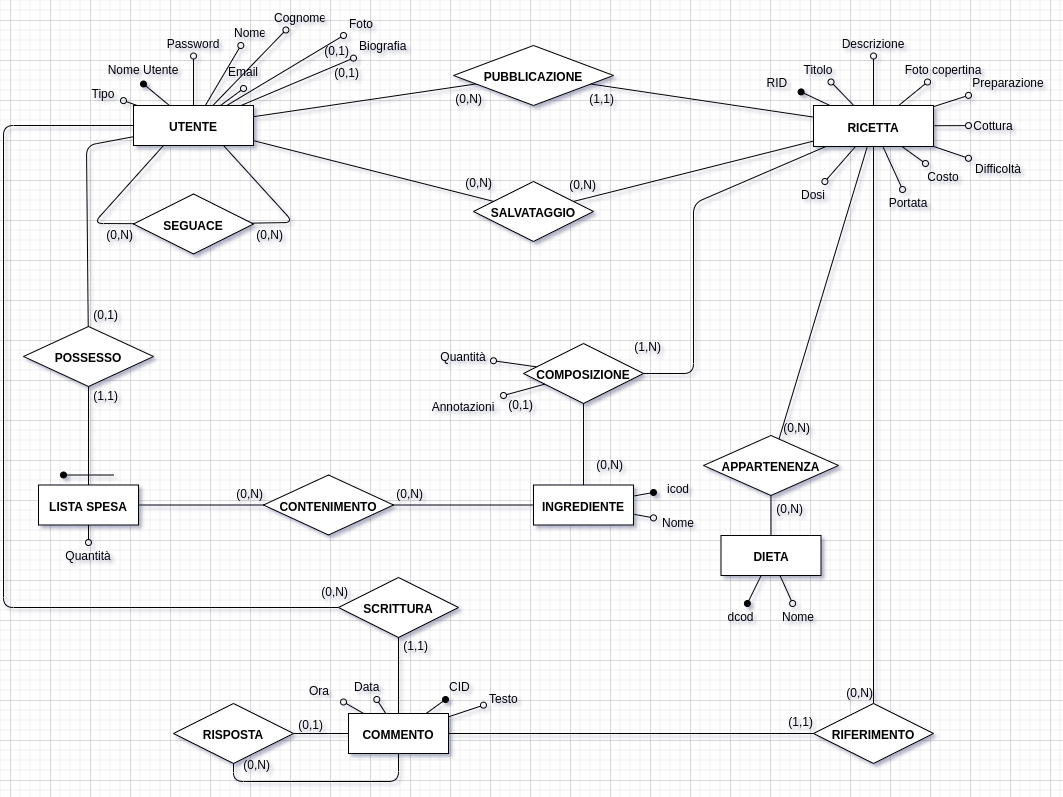 Cognome
Foto
Nome
Password
(0,1)
Biografia
Nome Utente
Email
(0,1)
Tipo
UTENTE
PUBBLICAZIONE
(0,N)
(1,1)
Descrizione
Titolo
Foto copertina
RID
Preparazione
RICETTA
Cottura
Difficoltà
Costo
Dosi
Portata
(0,N)
(0,N)
SALVATAGGIO
SEGUACE
(0,N)
(0,N)
(0,1)
POSSESSO
(1,1)
(1,N)
Quantità
COMPOSIZIONE
Annotazioni
(0,1)
(0,N)
(0,N)
APPARTENENZA
(0,N)
LISTA SPESA
Quantità
(0,N)
CONTENIMENTO
(0,N)
INGREDIENTE
icod
Nome
DIETA
dcod
Nome
(0,N)
SCRITTURA
(1,1)
Ora
Data
CID
Testo
COMMENTO
RISPOSTA
(0,1)
(0,N)
(0,N)
(1,1)
RIFERIMENTO